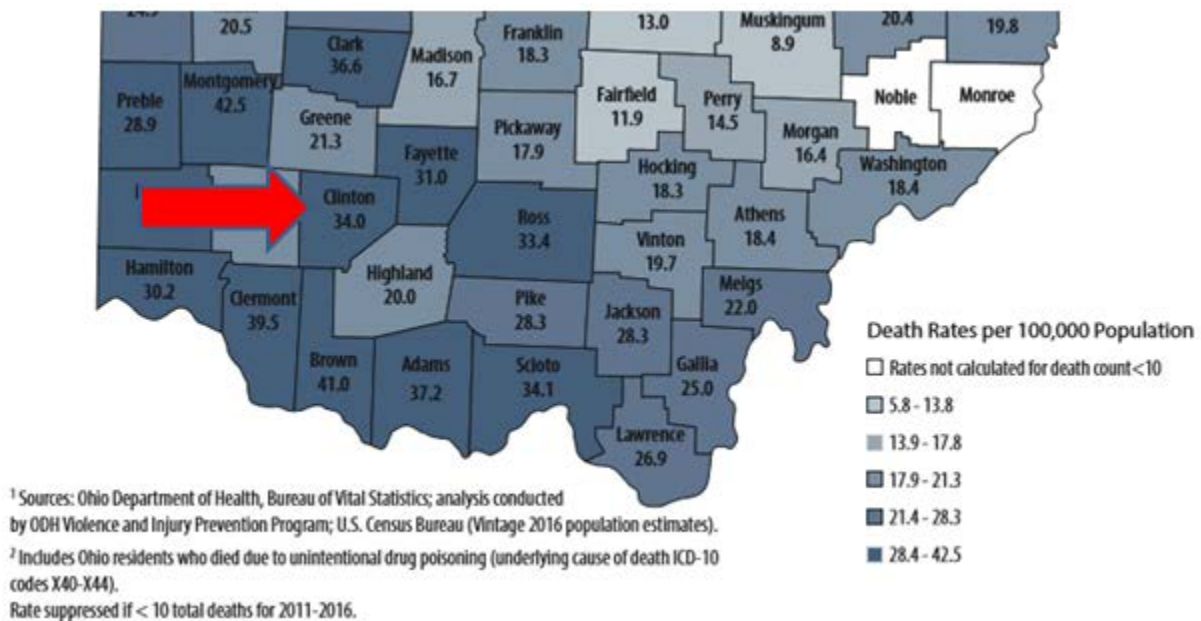 20.5
Clark
36.6
Madison
16.7
Franklin
18.3
13.0
Muskingum
8.9
20.4
19.8
Preble
28.9
Montgomery
42.5
Greene
21.3
Fayette
31.0
Pickaway
17.9
Fairfield
11.9
Perry
14.5
Morgan
16.4
Noble
Monroe
Washington
18.4
Clinton
34.0
Ross
33.4
Hocking
18.3
Athens
18.4
Vinton
19.7
Hamilton
30.2
Clermont
39.5
Highland
20.0
Pike
28.3
Jackson
28.3
Meigs
22.0
Brown
41.0
Adams
37.2
Scioto
34.1
Gallia
25.0
Lawrence
26.9
Death Rates per 100,000 Population
Rates not calculated for death count<10
5.8 - 13.8
13.9 - 17.8
17.9 - 21.3
21.4 - 28.3
28.4 - 42.5
1 Sources: Ohio Department of Health, Bureau of Vital Statistics; analysis conducted
by ODH Violence and Injury Prevention Program; U.S. Census Bureau (Vintage 2016 population estimates).
2 Includes Ohio residents who died due to unintentional drug poisoning (underlying cause of death ICD-10
codes X40-X44).
Rate suppressed if < 10 total deaths for 2011-2016.